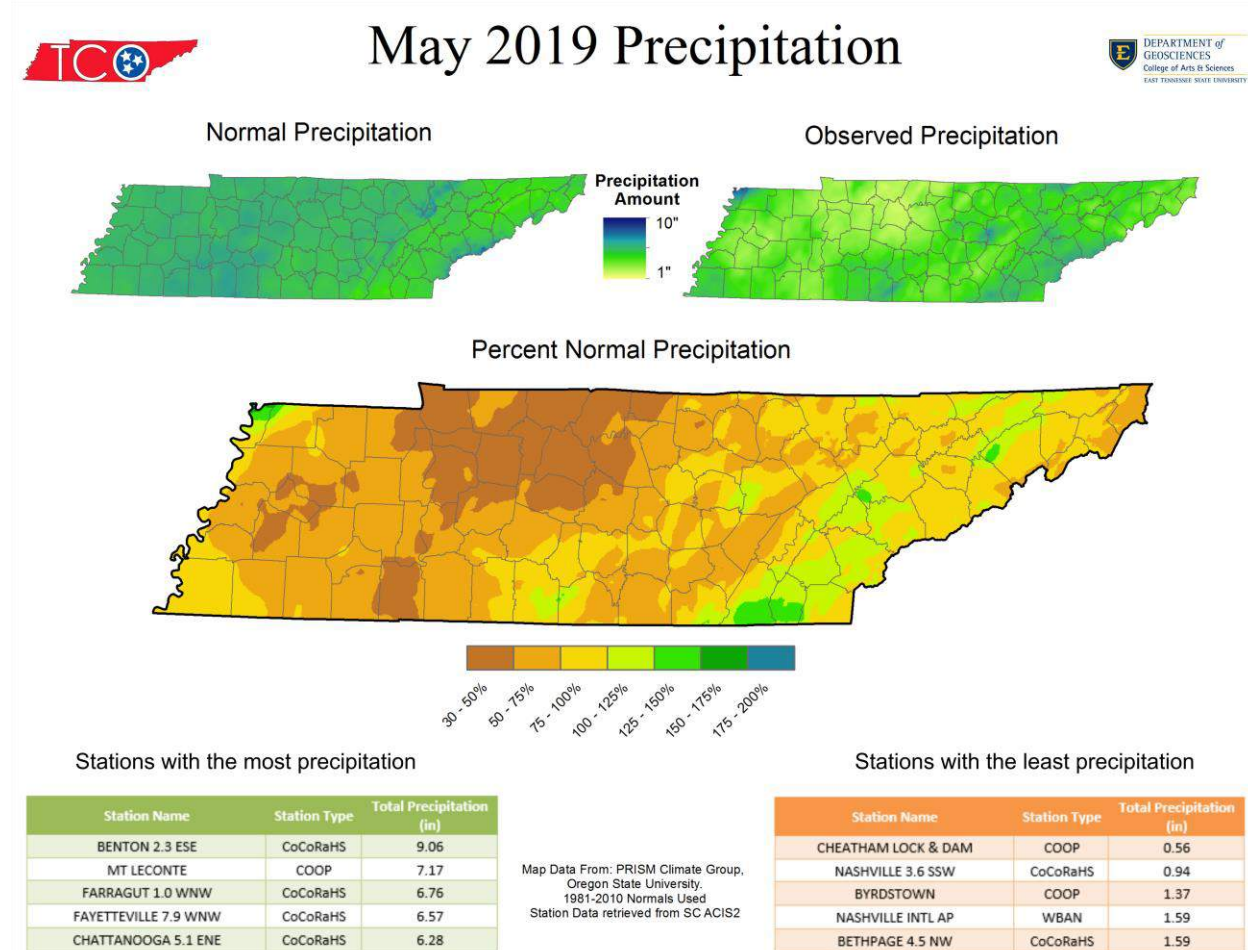 TCO
May 2019 Precipitation
E
DEPARTMENT of
GEOSCIENCES
College of Arts & Sciences
EAST TENNESSEE STATE UNIVERSITY
Normal Precipitation
Observed Precipitation
Precipitation
Amount
10"
1"
Percent Normal Precipitation
30 - 50%
50 - 75%
75 - 100%
100 - 125%
125 - 150%
150 - 175%
175 - 200%
Stations with the most precipitation
Station Name Station Type Total Precipitation
(in)
BENTON 2.3 ESE CoCoRaHS 9.06
MT LECONTE COOP 7.17
FARRAGUT 1.0 WNW CoCoRaHS 6.76
FAYETTEVILLE 7.9 WNW CoCoRaHS 6.57
CHATTANOOGA 5.1 ENE CoCoRaHS 6.28
Map Data From: PRISM Climate Group,
Oregon State University.
1981-2010 Normals Used
Station Data retrieved from SC ACIS2
Stations with the least precipitation
Station Name Station Type Total Precipitation
(in)
CHEATHAM LOCK & DAM COOP 0.56
NASHVILLE 3.6 SSW CoCoRaHS 0.94
BYRDSTOWN COOP 1.37
NASHVILLE INTL AP WBAN 1.59
BETHPAGE 4.5 NW CoCoRaHS 1.59